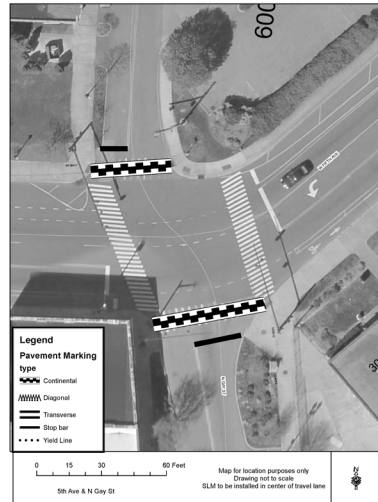 600
Legend
Pavement Marking
type
Continental
Diagonal
Transverse
Stop bar
Yield Line
0 15 30 60 Feet
5th Ave & N Gay St
Map for location purposes only
Drawing not to scale
SLM to be installed in center of travel lane